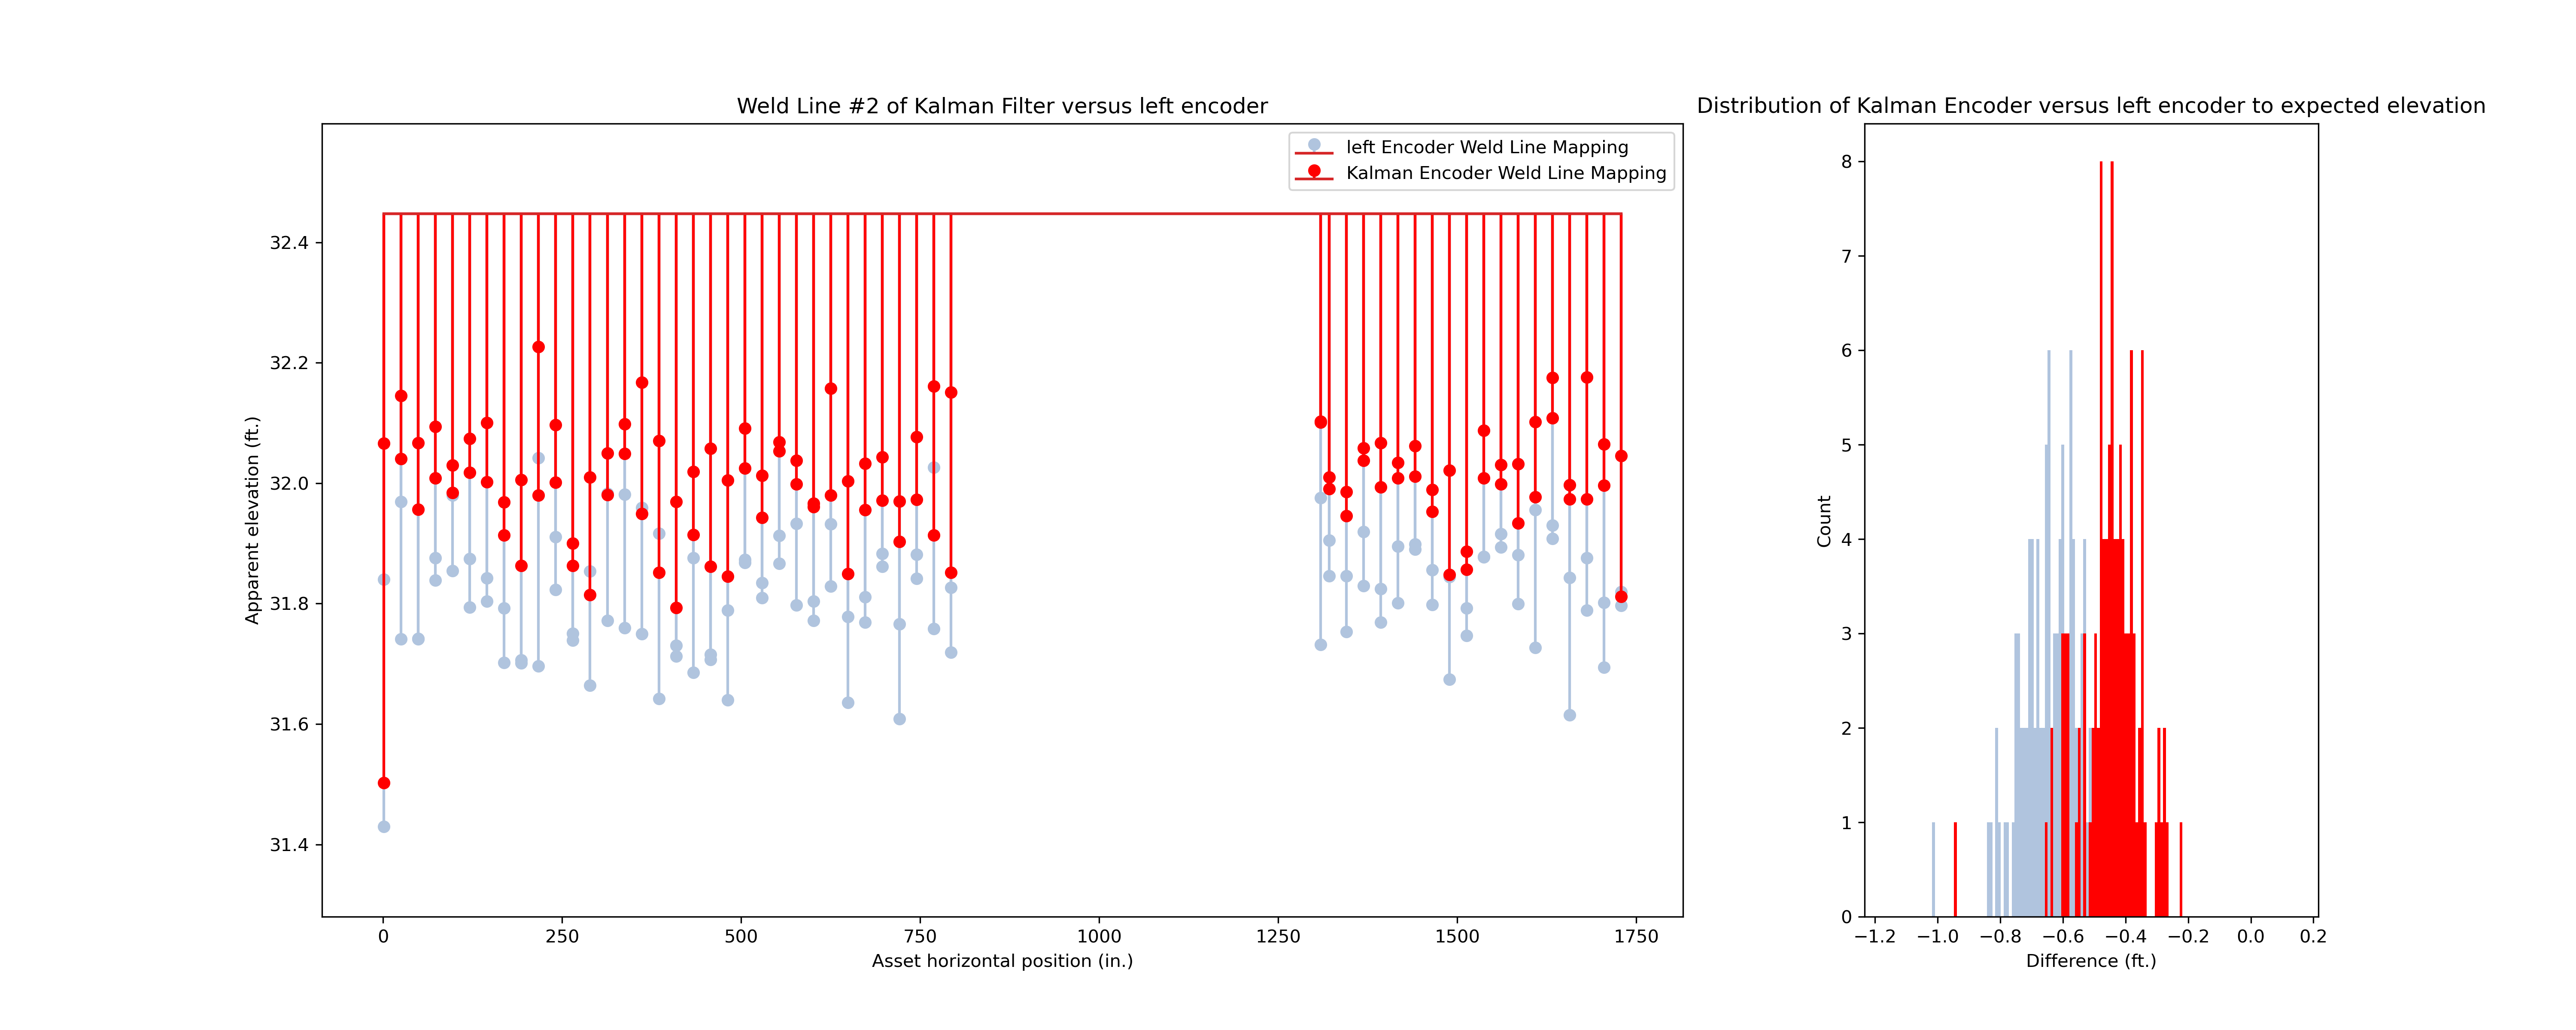 Weld Line #2 of Kalman Filter versus left encoder
left Encoder Weld Line Mapping
Kalman Encoder Weld Line Mapping
32.4
32.2
32.0
31.8
31.6
31.4
Apparent elevation (ft.)
0 250 500 750 1000 1250 1500 1750
Asset horizontal position (in.)
Distribution of Kalman Encoder versus left encoder to expected elevation
8
7
6
5
4
3
2
1
0
Count
−1.2 −1.0 −0.8 −0.6 −0.4 −0.2 0.0 0.2
Difference (ft.)